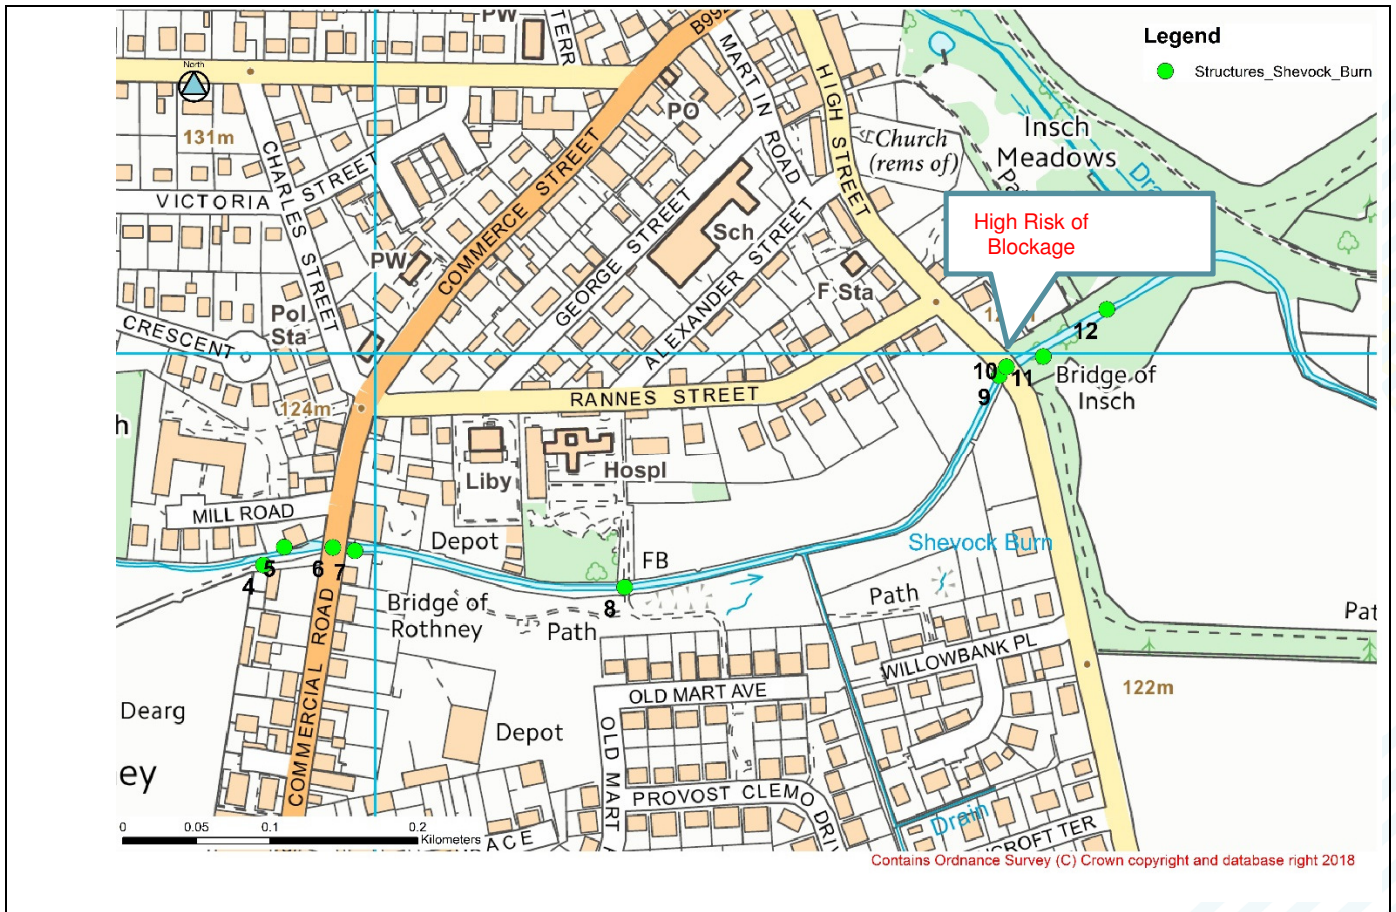 PW
TERR
B992
Legend
Structures_Shevock_Burn
North
131m
MARTIN ROAD
HIGH STREET
PO
Church
(rems of)
Insch
Meadows
CHARLES STREET
VICTORIA STREET
COMMERCE STREET
GEORGE STREET
Sch
ALEXANDER STREET
High Risk of
Blockage
PW
F Sta
Pol
Sta
CRESCENT
124m
RANNES STREET
12
10
11
9
Bridge of
Insch
h
Liby
Hospl
MILL ROAD
Depot
Shevock Burn
FB
4
5
6
7
8
Bridge of
Rothney
Path
Path
Pat
COMMERCIAL ROAD
WILLOWBANK PL
OLD MART AVE
122m
Dearg
Depot
OLD MART
ey
PROVOST CLEMO DRI
Drain
CROFT TER
ACE
0 0.05 0.1 0.2
Kilometers
Contains Ordnance Survey (C) Crown copyright and database right 2018